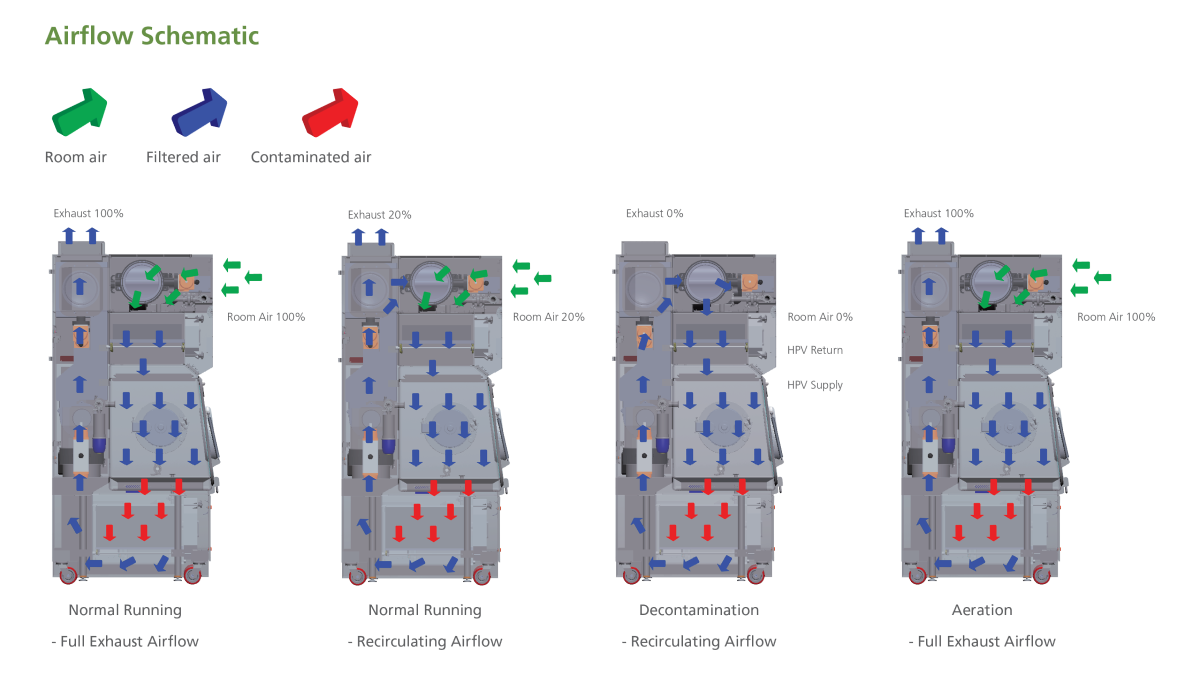 Airflow Schematic
Room air
Filtered air
Contaminated air
Exhaust 100%
Exhaust 20%
Exhaust 0%
Exhaust 100%
Room Air 100%
Room Air 20%
Room Air 0%
HPV Return
HPV Supply
Room Air 100%
Normal Running
- Full Exhaust Airflow
Normal Running
- Recirculating Airflow
Decontamination
- Recirculating Airflow
Aeration
- Full Exhaust Airflow